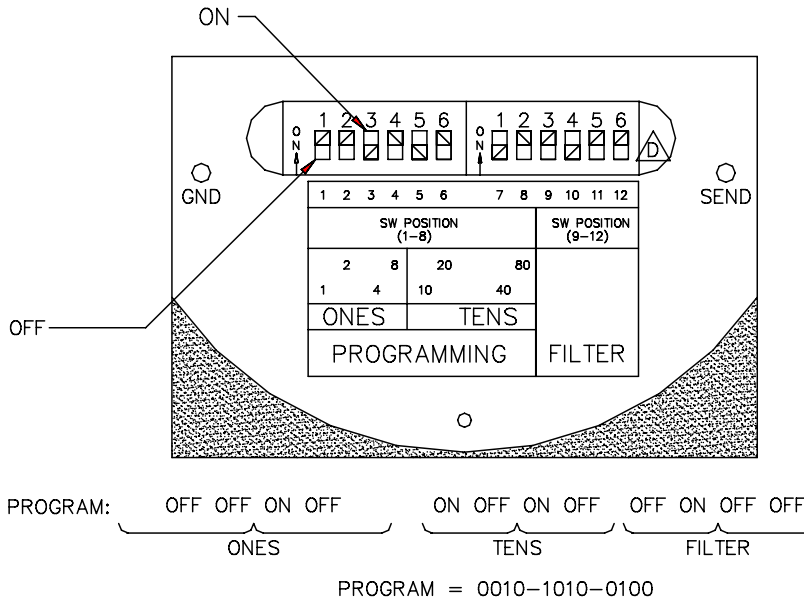 ON
1 2 3 4 5 6 1 2 3 4 5 6
ON ON D
GND SEND
1 2 3 4 5 6 7 8 9 10 11 12
SW POSITION
(1-8)
SW POSITION
(9-12)
2 8 20 80
1 4 10 40
OFF
ONES TENS
PROGRAMMING FILTER
PROGRAM: OFF OFF ON OFF ON OFF ON OFF OFF ON OFF OFF
ONES TENS FILTER
PROGRAM = 0010-1010-0100